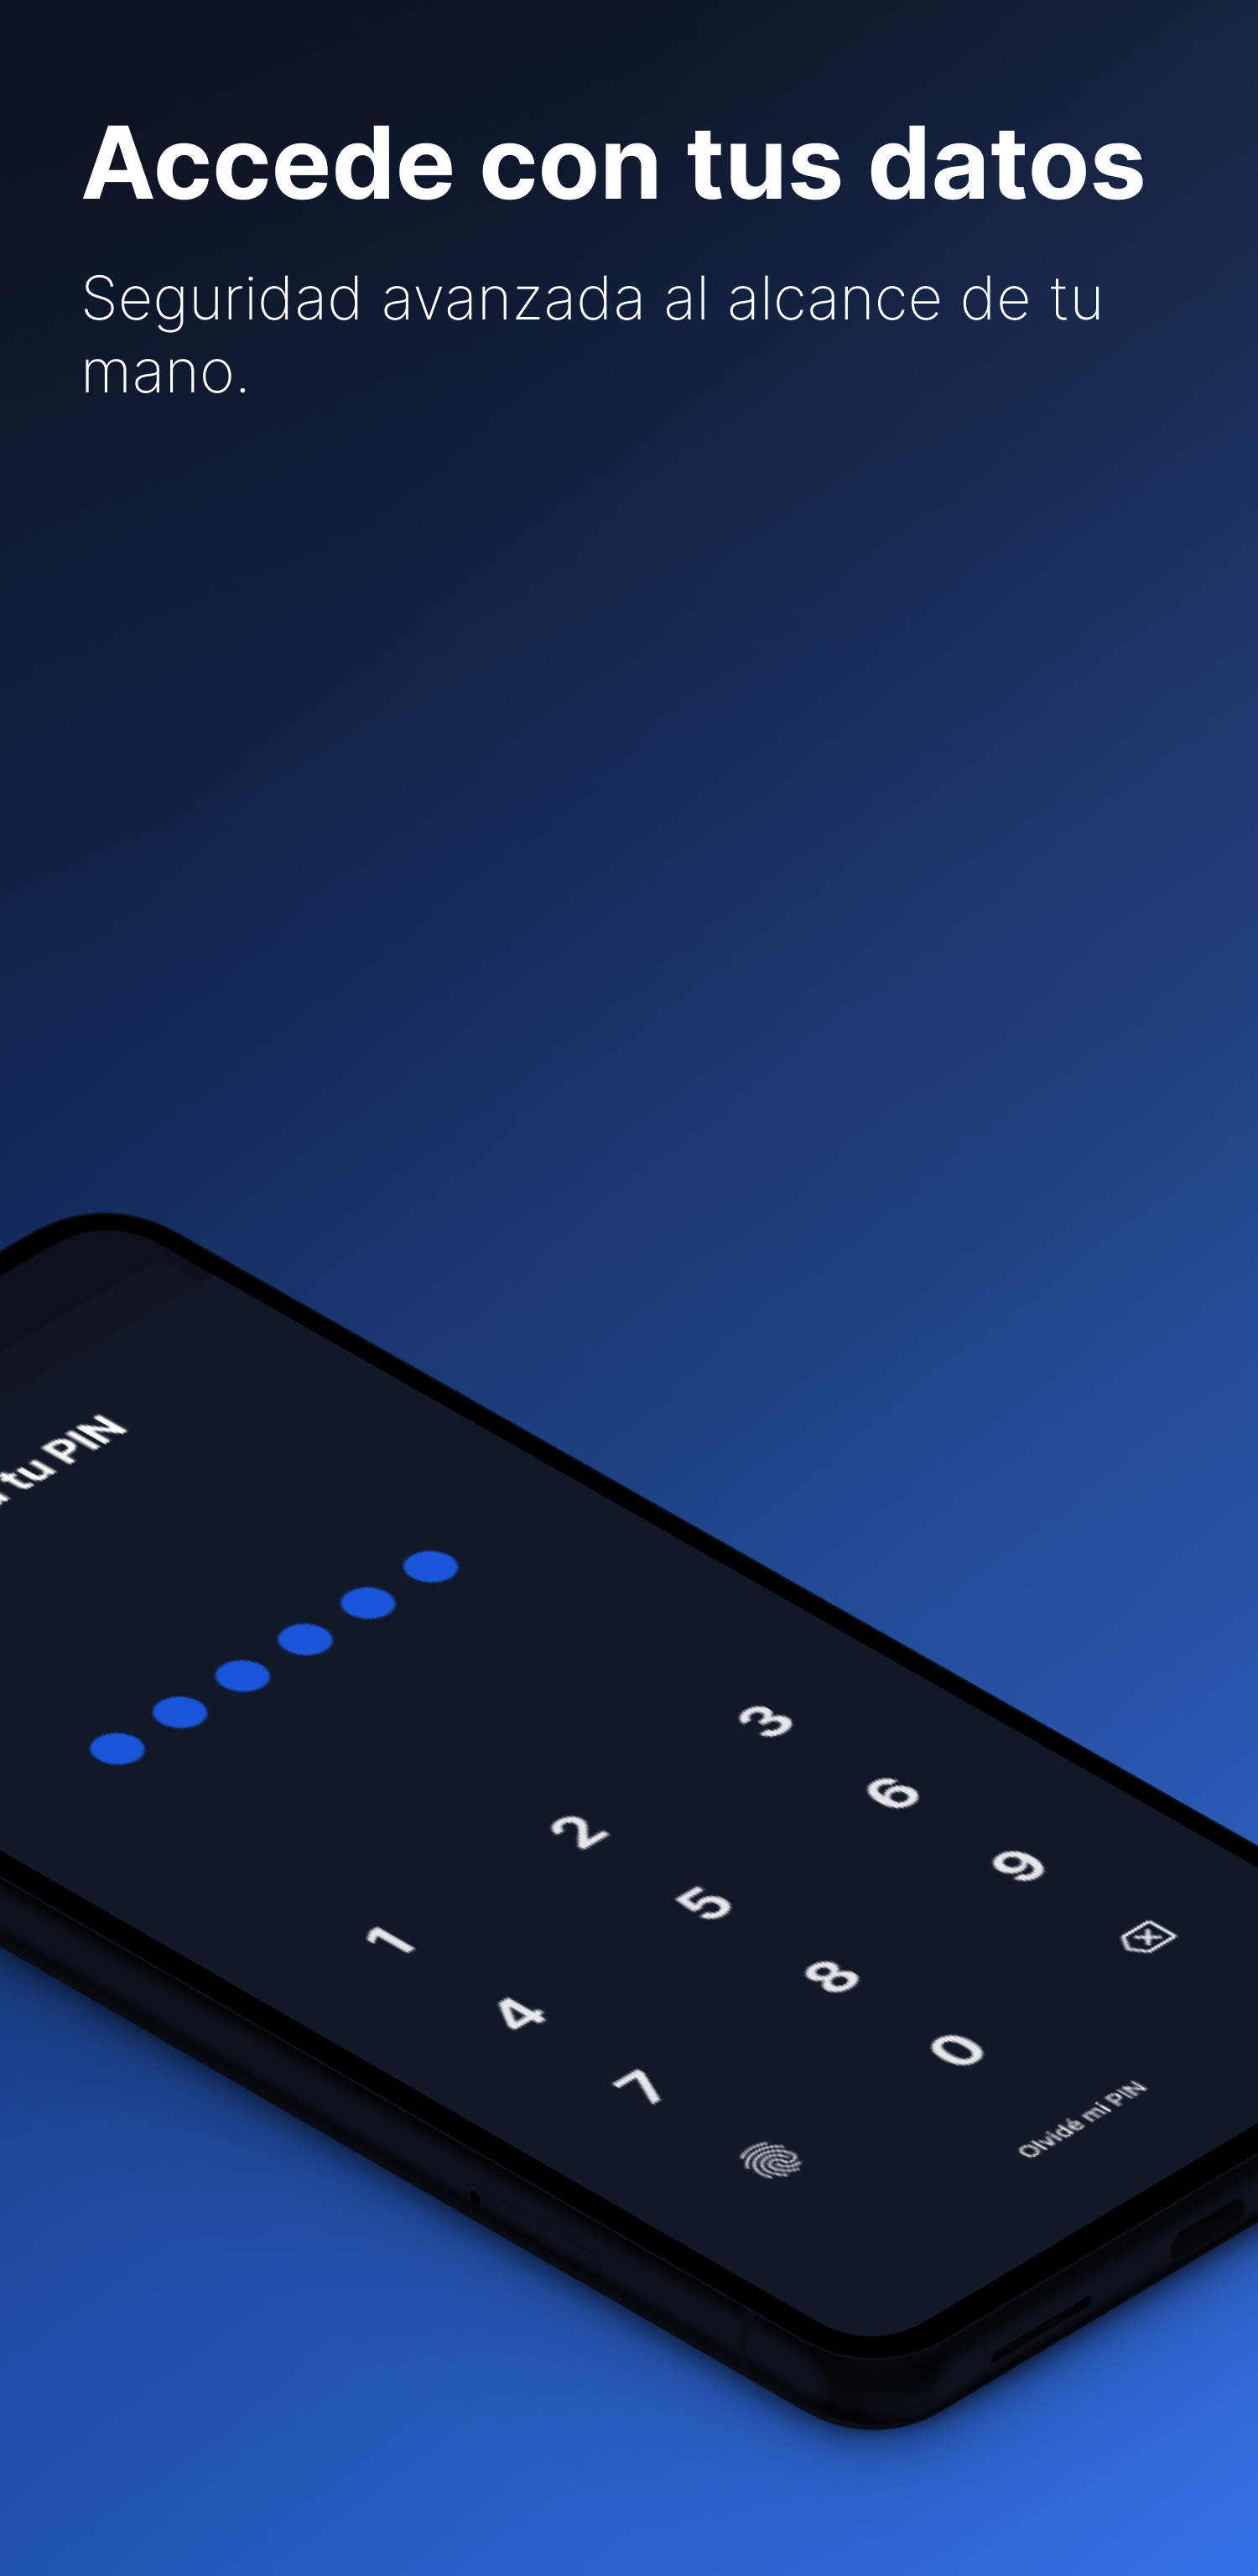 Accede con tus datos
Seguridad avanzada al alcance de tu
mano.
tu PIN
1 2 3
4 5 6
7 8 9
0
Olvidé mi PIN